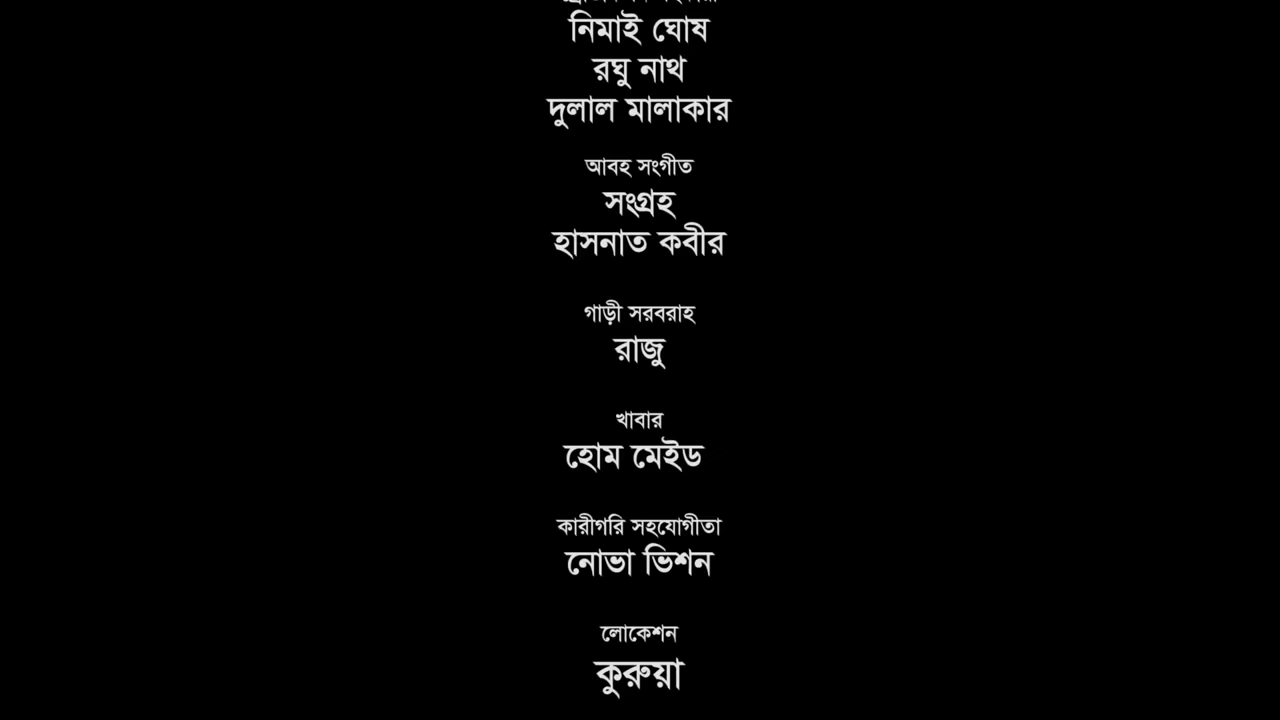 নিমাই ঘোষ
রঘু নাথ
দুলাল মালাকার
আবহ সংগীত
সংগ্রহ
হাসনাত কবীর
গাড়ী সরবরাহ
রাজু
খাবার
হোম মেইড
কারীগরি সহযোগীতা
নোভা ভিশন
লোকেশন
কুরুয়া